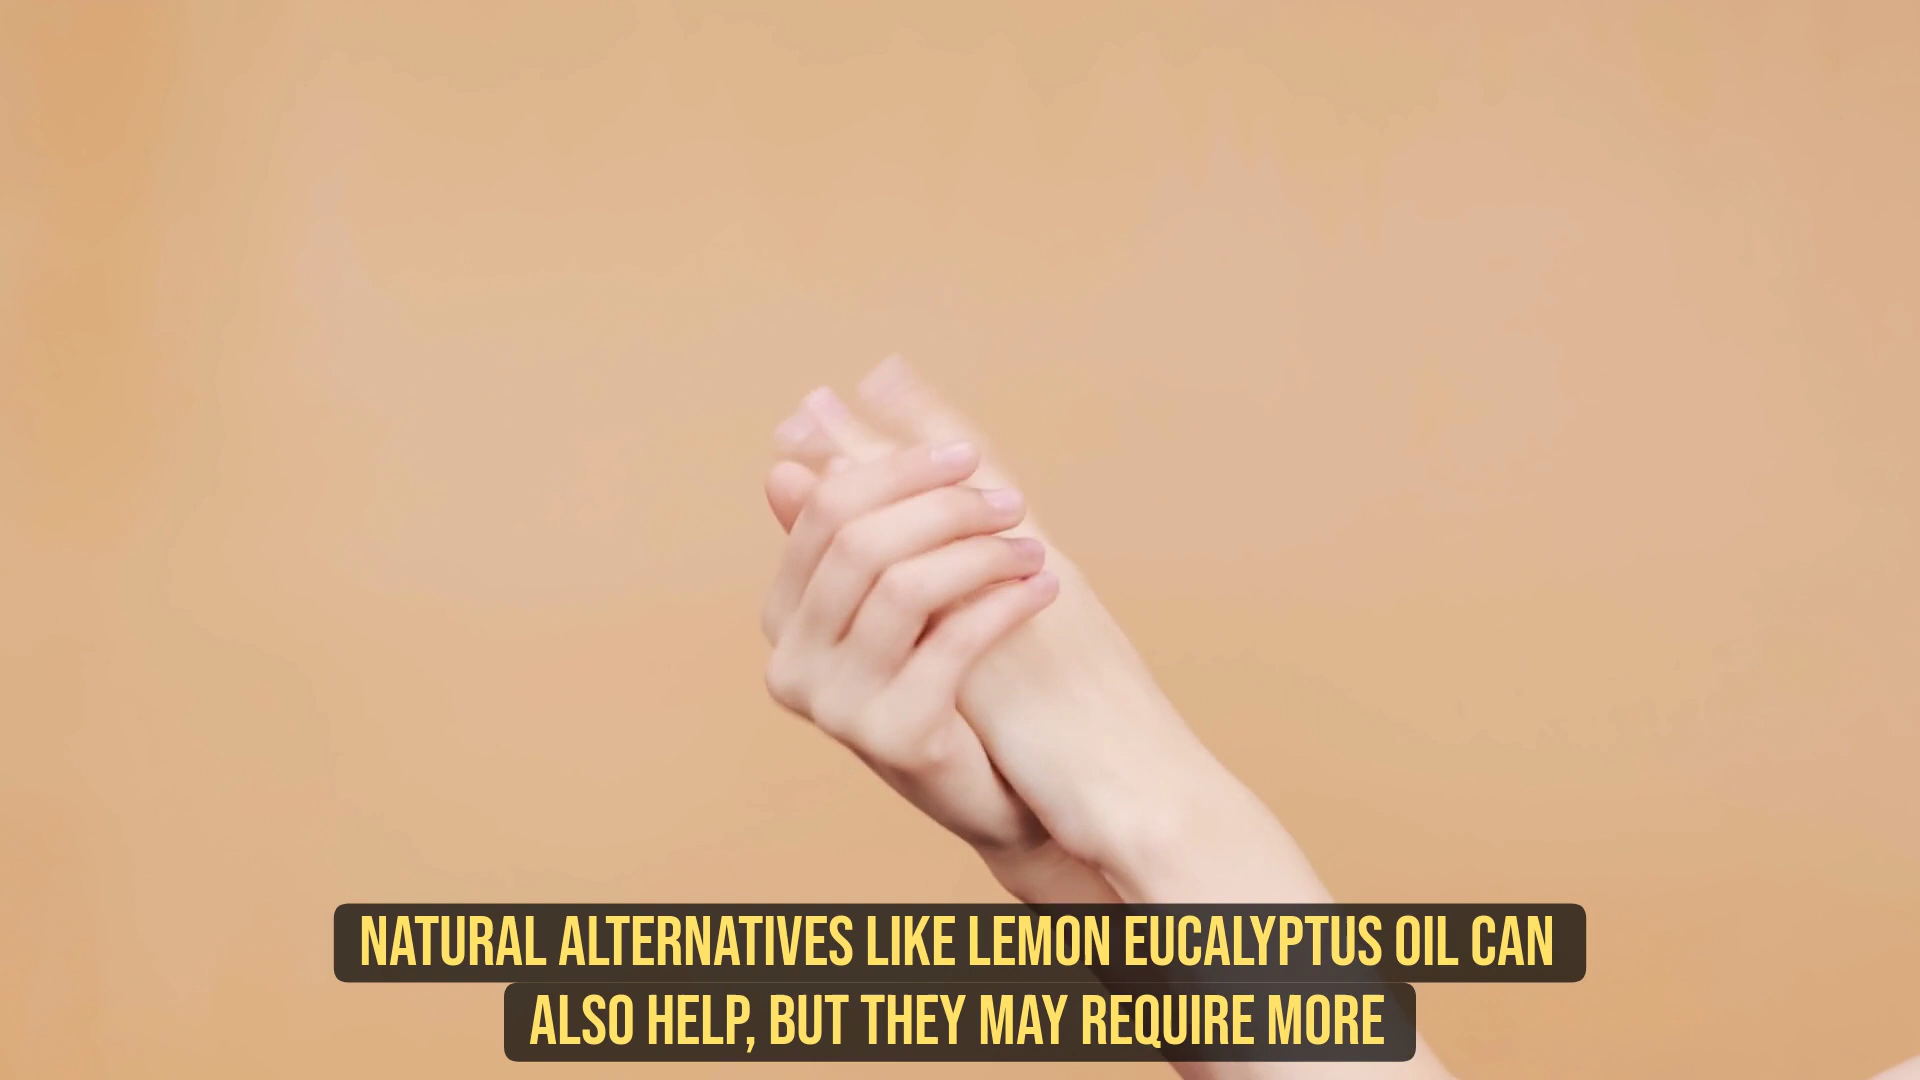 NATURAL ALTERNATIVES LIKE LEMON EUCALYPTUS OIL CAN
ALSO HELP, BUT THEY MAY REQUIRE MORE